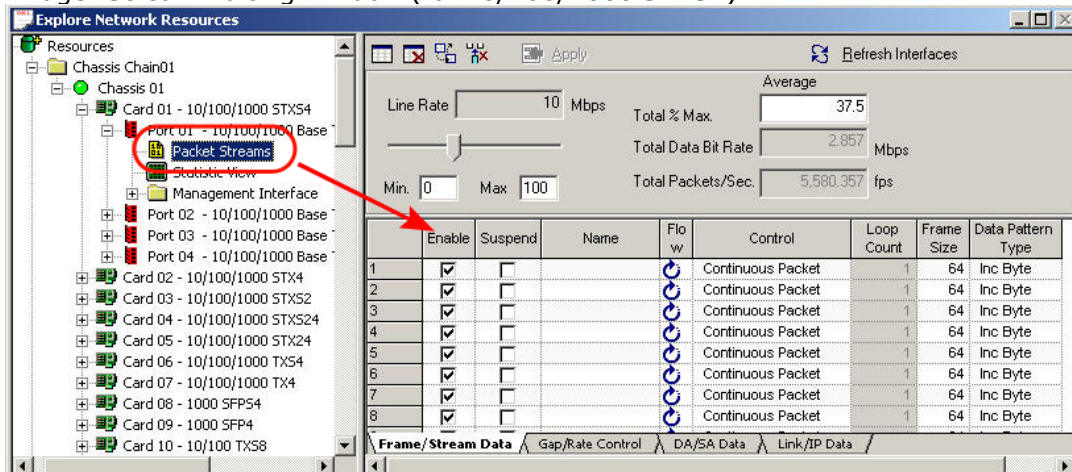 Explore Network Resources
Resources
Chassis Chain01
Chassis 01
Card 01 - 10/100/1000 STXS4
Port 01 - 10/100/1000 Base
Packet Streams
Statistic View
Management Interface
Port 02 - 10/100/1000 Base
Port 03 - 10/100/1000 Base
Port 04 - 10/100/1000 Base
Card 02 - 10/100/1000 STX4
Card 03 - 10/100/1000 STXS2
Card 04 - 10/100/1000 STXS24
Card 05 - 10/100/1000 STX24
Card 06 - 10/100/1000 TXS4
Card 07 - 10/100/1000 TX4
Card 08 - 1000 SFPS4
Card 09 - 1000 SFP4
Card 10 - 10/100 TXS8
Apply
Refresh Interfaces
Average
Line Rate 10 Mbps
Total % Max. 37.5
Total Data Bit Rate 2.857 Mbps
Min. 0 Max 100
Total Packets/Sec. 5,580.357 fps
Enable Suspend Name Flow Control Loop Count Frame Size Data Pattern Type
1 Continuous Packet 1 64 Inc Byte
2 Continuous Packet 1 64 Inc Byte
3 Continuous Packet 1 64 Inc Byte
4 Continuous Packet 1 64 Inc Byte
5 Continuous Packet 1 64 Inc Byte
6 Continuous Packet 1 64 Inc Byte
7 Continuous Packet 1 64 Inc Byte
8 Continuous Packet 1 64 Inc Byte
Frame/Stream Data Gap/Rate Control DA/SA Data Link/IP Data